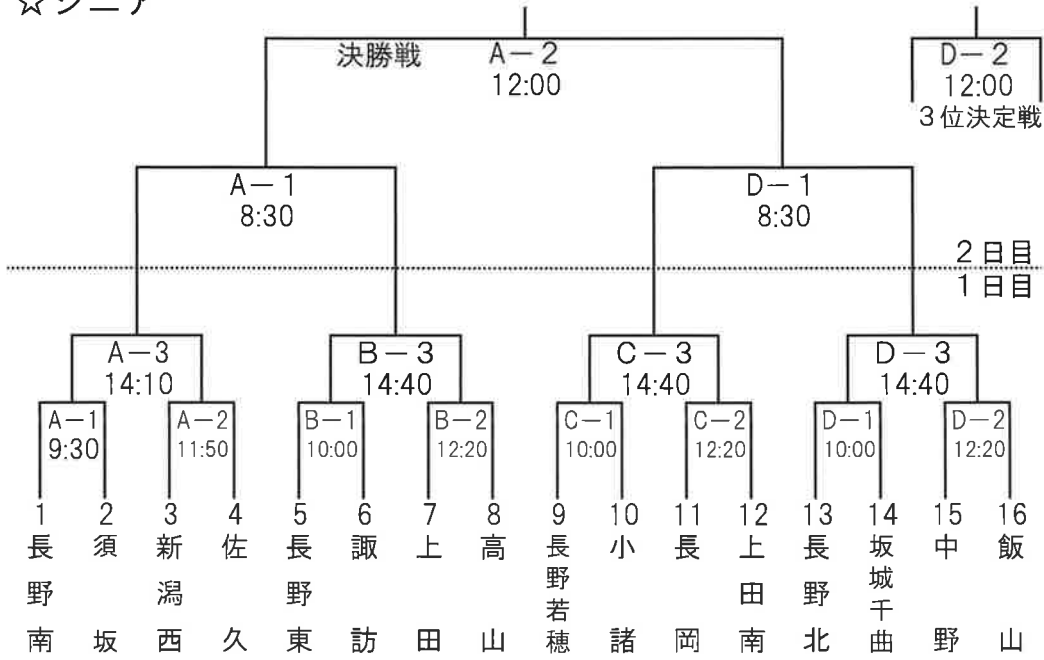 ☆シニア
決勝戦 A－2
12:00
D－2
12:00
3位決定戦
A－1
8:30
D－1
8:30
2日目
1日目
A－3
14:10
B－3
14:40
C－3
14:40
D－3
14:40
A－1
9:30
A－2
11:50
B－1
10:00
B－2
12:20
C－1
10:00
C－2
12:20
D－1
10:00
D－2
12:20
1 長野南
2 須坂
3 新潟西
4 佐久
5 長野東
6 諏訪
7 上田
8 高山
9 長野若穂
10 小諸
11 長岡
12 上田南
13 長野北
14 坂城千曲
15 中野
16 飯山